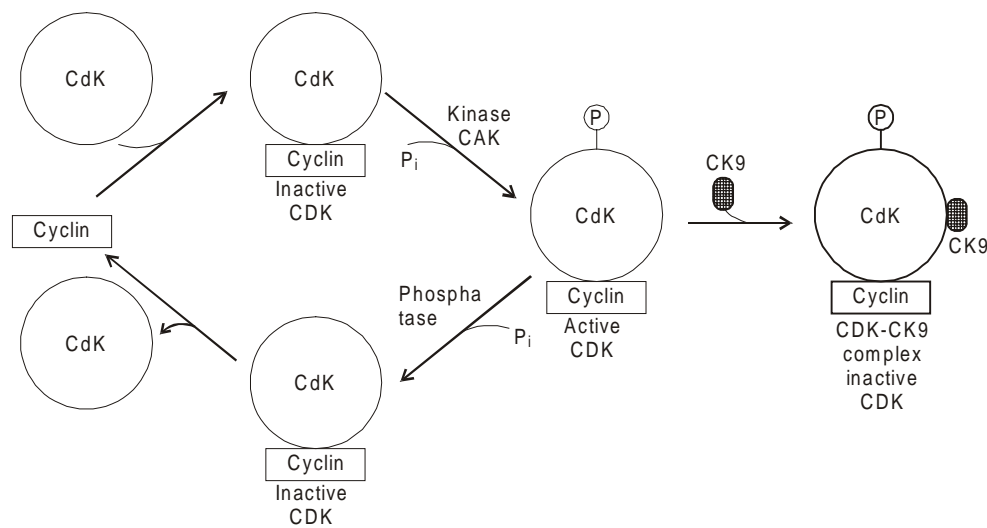 CdK
CdK
Cyclin
Inactive
CDK
Kinase
CAK
Pi
P
CdK
Cyclin
Active
CDK
CK9
P
CdK
CK9
Cyclin
CDK-CK9
complex
inactive
CDK
Cyclin
CdK
Phospha
tase
Pi
CdK
Cyclin
Inactive
CDK